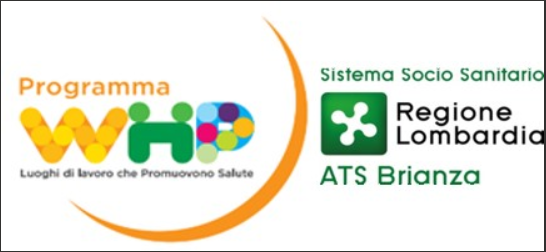 Programma
WHP
Luoghi di lavoro che Promuovono Salute
Sistema Socio Sanitario
Regione
Lombardia
ATS Brianza